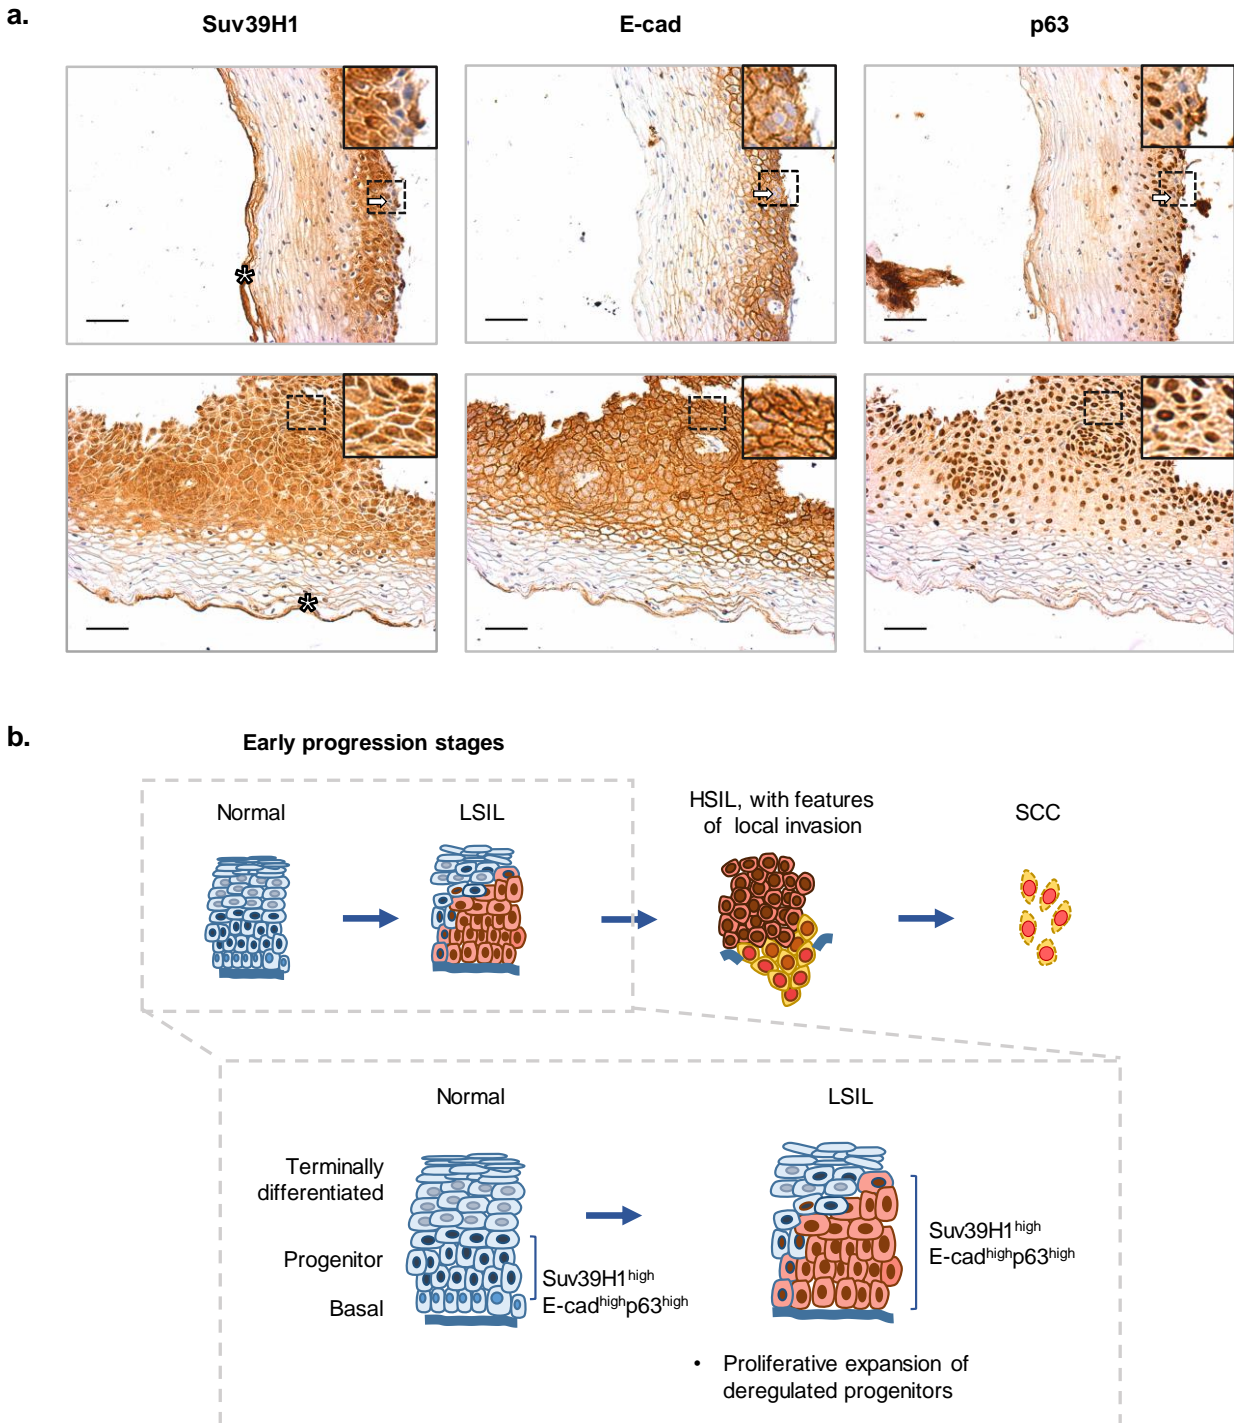 a.
Suv39H1
E-cad
p63
*
*
b.
Early progression stages
Normal
LSIL
HSIL, with features
of local invasion
SCC
Normal
LSIL
Terminally
differentiated
Progenitor
Basal
Suv39H1high
E-cadhighp63high
Suv39H1high
E-cadhighp63high
• Proliferative expansion of
deregulated progenitors